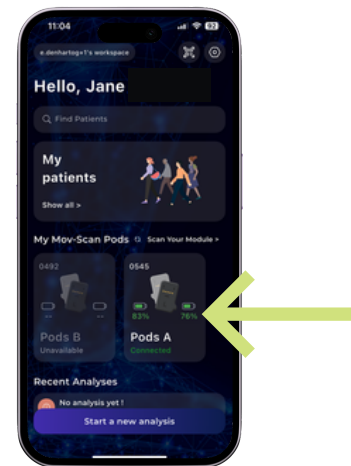 11:04
92
e.denhartog+1's workspace
Hello, Jane
Find Patients
My
patients
Show all >
My Mov-Scan Pods
Scan Your Module >
0492
0545
--
--
83%
76%
Pods B
Pods A
Unavailable
Connected
Recent Analyses
No analysis yet !
Start a new analysis